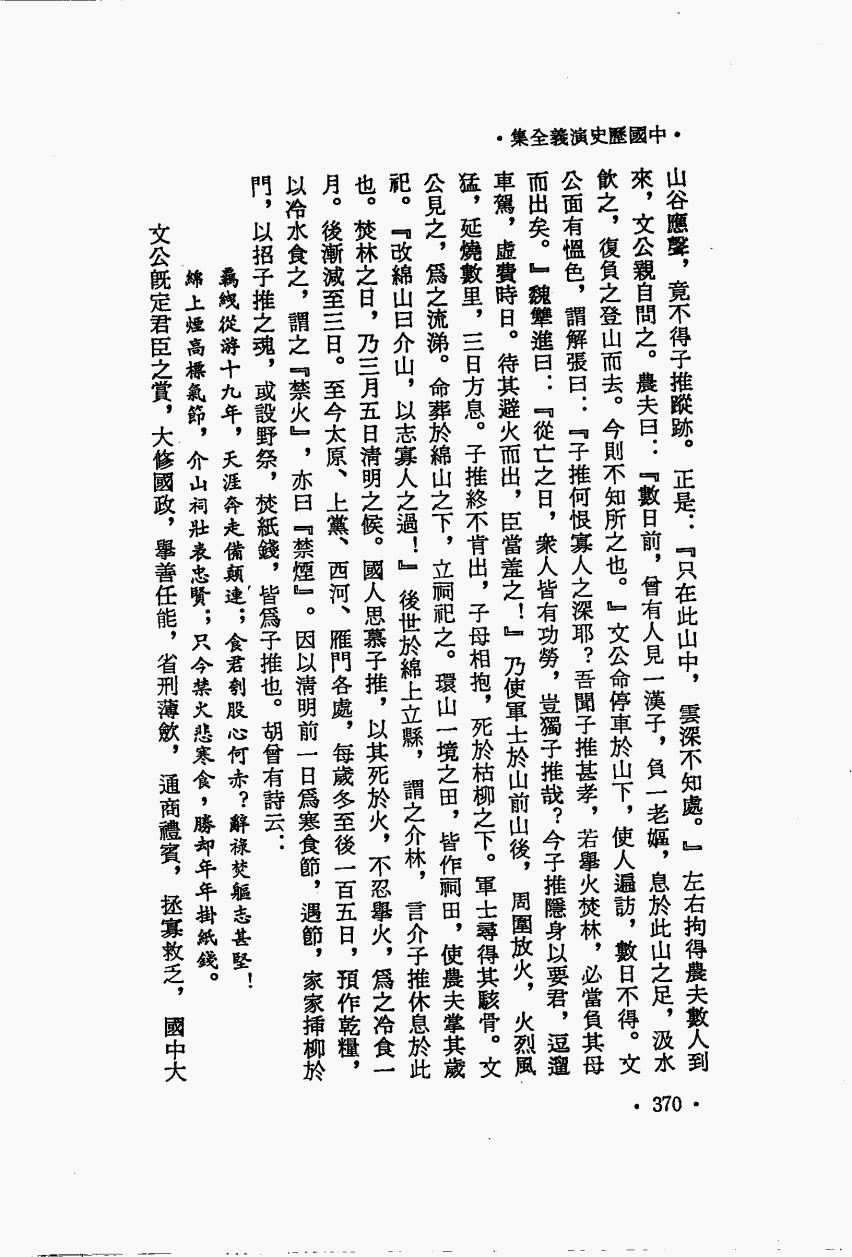 ·中國歷史演義全集·
山谷應聲，竟不得子推蹤跡。正是：『只在此山中，雲深不知處。』左右拘得農夫數人到
來，文公親自問之。農夫曰：『數日前，曾有人見一漢子，負一老嫗，息於此山之足，汲水
飲之，復負之登山而去。今則不知所之也。』文公命停車於山下，使人遍訪，數日不得。文
公面有慍色，謂解張曰：『子推何恨寡人之深耶？吾聞子推甚孝，若舉火焚林，必當負其母
而出矣。』魏犨進曰：『從亡之日，衆人皆有功勞，豈獨子推哉？今子推隱身以要君，逗遛
車駕，虛費時日。待其避火而出，臣當羞之！』乃使軍士於山前山後，周圍放火，火烈風
猛，延燒數里，三日方息。子推終不肯出，子母相抱，死於枯柳之下。軍士尋得其骸骨。文
公見之，爲之流涕。命葬於綿山之下，立祠祀之。環山一境之田，皆作祠田，使農夫掌其歲
祀。『改綿山曰介山，以志寡人之過！』後世於綿上立縣，謂之介林，言介子推休息於此
也。焚林之日，乃三月五日清明之候。國人思慕子推，以其死於火，不忍舉火，爲之冷食一
月。後漸減至三日。至今太原、上黨、西河、雁門各處，每歲冬至後一百五日，預作乾糧，
以冷水食之，謂之『禁火』，亦曰『禁煙』。因以清明前一日爲寒食節，遇節，家家揷柳於
門，以招子推之魂，或設野祭，焚紙錢，皆爲子推也。胡曾有詩云：
羈絏從游十九年，天涯奔走備顛連；食君刳股心何赤？辭祿焚軀志甚堅！
綿上煙高標氣節，介山祠壯表忠賢；只今禁火悲寒食，勝却年年掛紙錢。
文公旣定君臣之賞，大修國政，舉善任能，省刑薄斂，通商禮賓，拯寡救乏，國中大
·370·